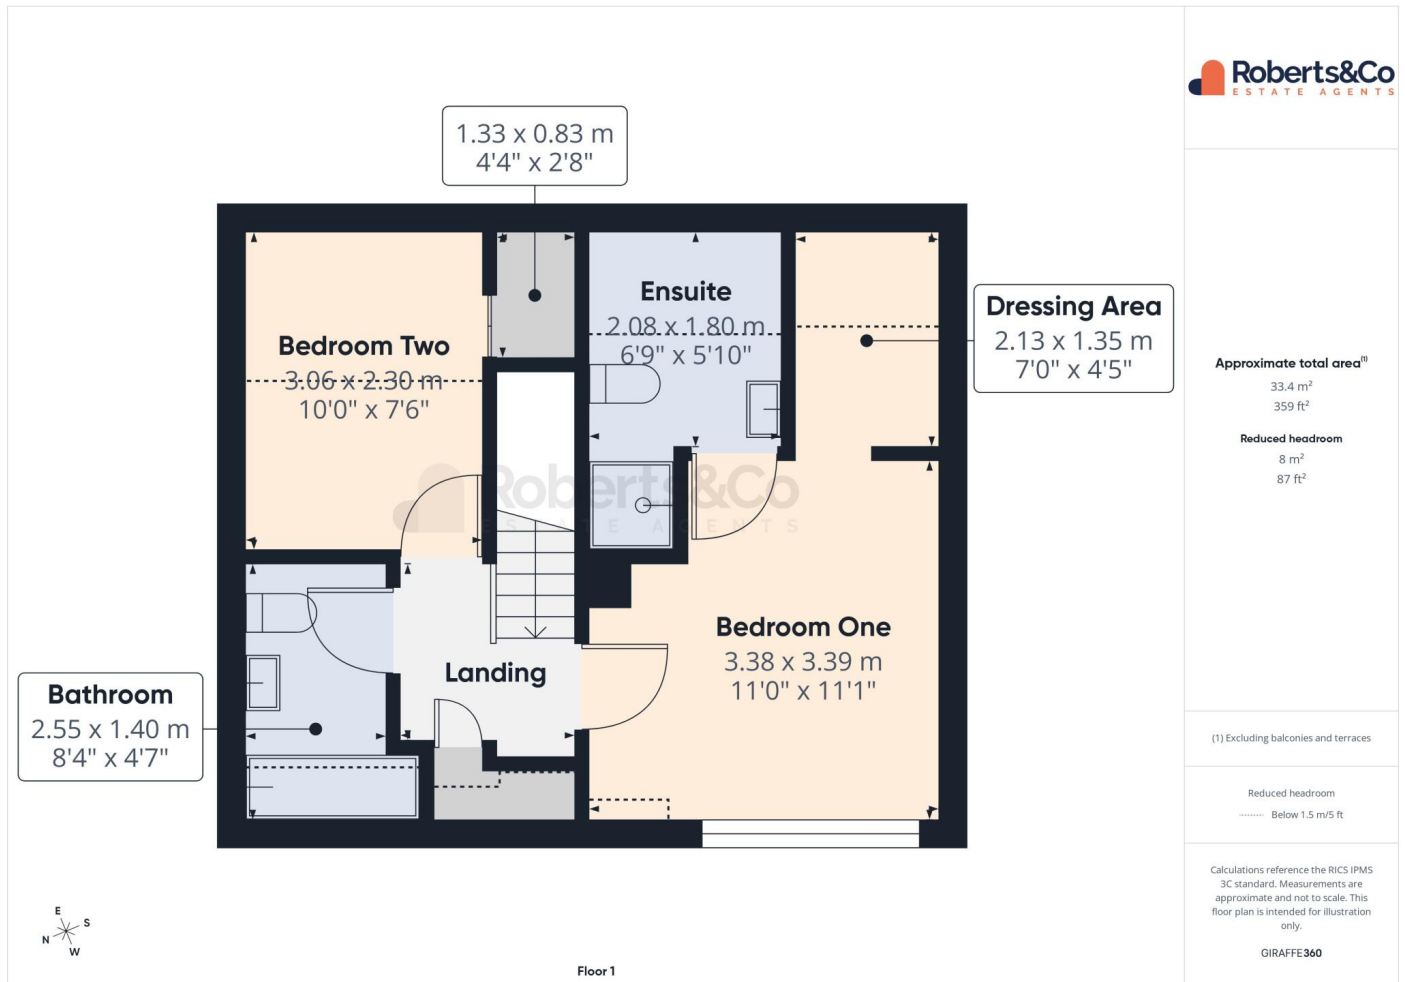 Roberts&Co
ESTATE AGENTS
1.33 x 0.83 m
4'4" x 2'8"
Ensuite
2.08 x 1.80 m
6'9" x 5'10"
Dressing Area
2.13 x 1.35 m
7'0" x 4'5"
Bedroom Two
3.06 x 2.30 m
10'0" x 7'6"
Approximate total area⁽¹⁾
33.4 m²
359 ft²
Reduced headroom
8 m²
87 ft²
Roberts&Co
ESTATE AGENTS
Bedroom One
3.38 x 3.39 m
11'0" x 11'1"
Landing
Bathroom
2.55 x 1.40 m
8'4" x 4'7"
(1) Excluding balconies and terraces
Reduced headroom
Below 1.5 m/5 ft
Calculations reference the RICS IPMS
3C standard. Measurements are
approximate and not to scale. This
floor plan is intended for illustration
only.
GIRAFFE360
E
S
N
W
Floor 1